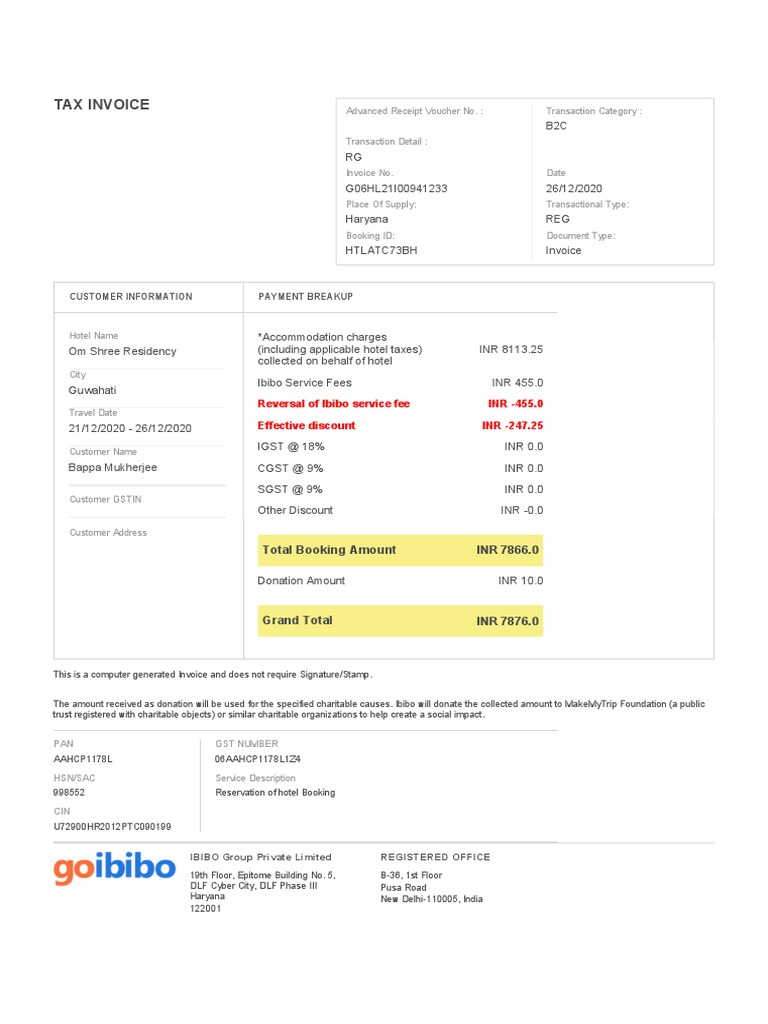 TAX INVOICE
Advanced Receipt Voucher No. :
Transaction Category :
B2C
Transaction Detail :
RG
Invoice No.
Date
G06HL21I00941233
26/12/2020
Place Of Supply:
Transactional Type:
Haryana
REG
Booking ID:
Document Type:
HTLATC73BH
Invoice
CUSTOMER INFORMATION
Hotel Name
Om Shree Residency
City
Guwahati
Travel Date
21/12/2020 - 26/12/2020
Customer Name
Bappa Mukherjee
Customer GSTIN
Customer Address
PAYMENT BREAKUP
*Accommodation charges
(including applicable hotel taxes) INR 8113.25
collected on behalf of hotel
Ibibo Service Fees INR 455.0
Reversal of Ibibo service fee INR -455.0
Effective discount INR -247.25
IGST @ 18% INR 0.0
CGST @ 9% INR 0.0
SGST @ 9% INR 0.0
Other Discount INR -0.0
Total Booking Amount INR 7866.0
Donation Amount INR 10.0
Grand Total INR 7876.0
This is a computer generated Invoice and does not require Signature/Stamp.
The amount received as donation will be used for the specified charitable causes. Ibibo will donate the collected amount to MakeMyTrip Foundation (a public
trust registered with charitable objects) or similar charitable organizations to help create a social impact.
PAN
AAHCP1178L
HSN/SAC
998552
CIN
U72900HR2012PTC090199
GST NUMBER
06AAHCP1178L1Z4
Service Description
Reservation of hotel Booking
goibibo
IBIBO Group Private Limited
19th Floor, Epitome Building No. 5,
DLF Cyber City, DLF Phase III
Haryana
122001
REGISTERED OFFICE
B-36, 1st Floor
Pusa Road
New Delhi-110005, India